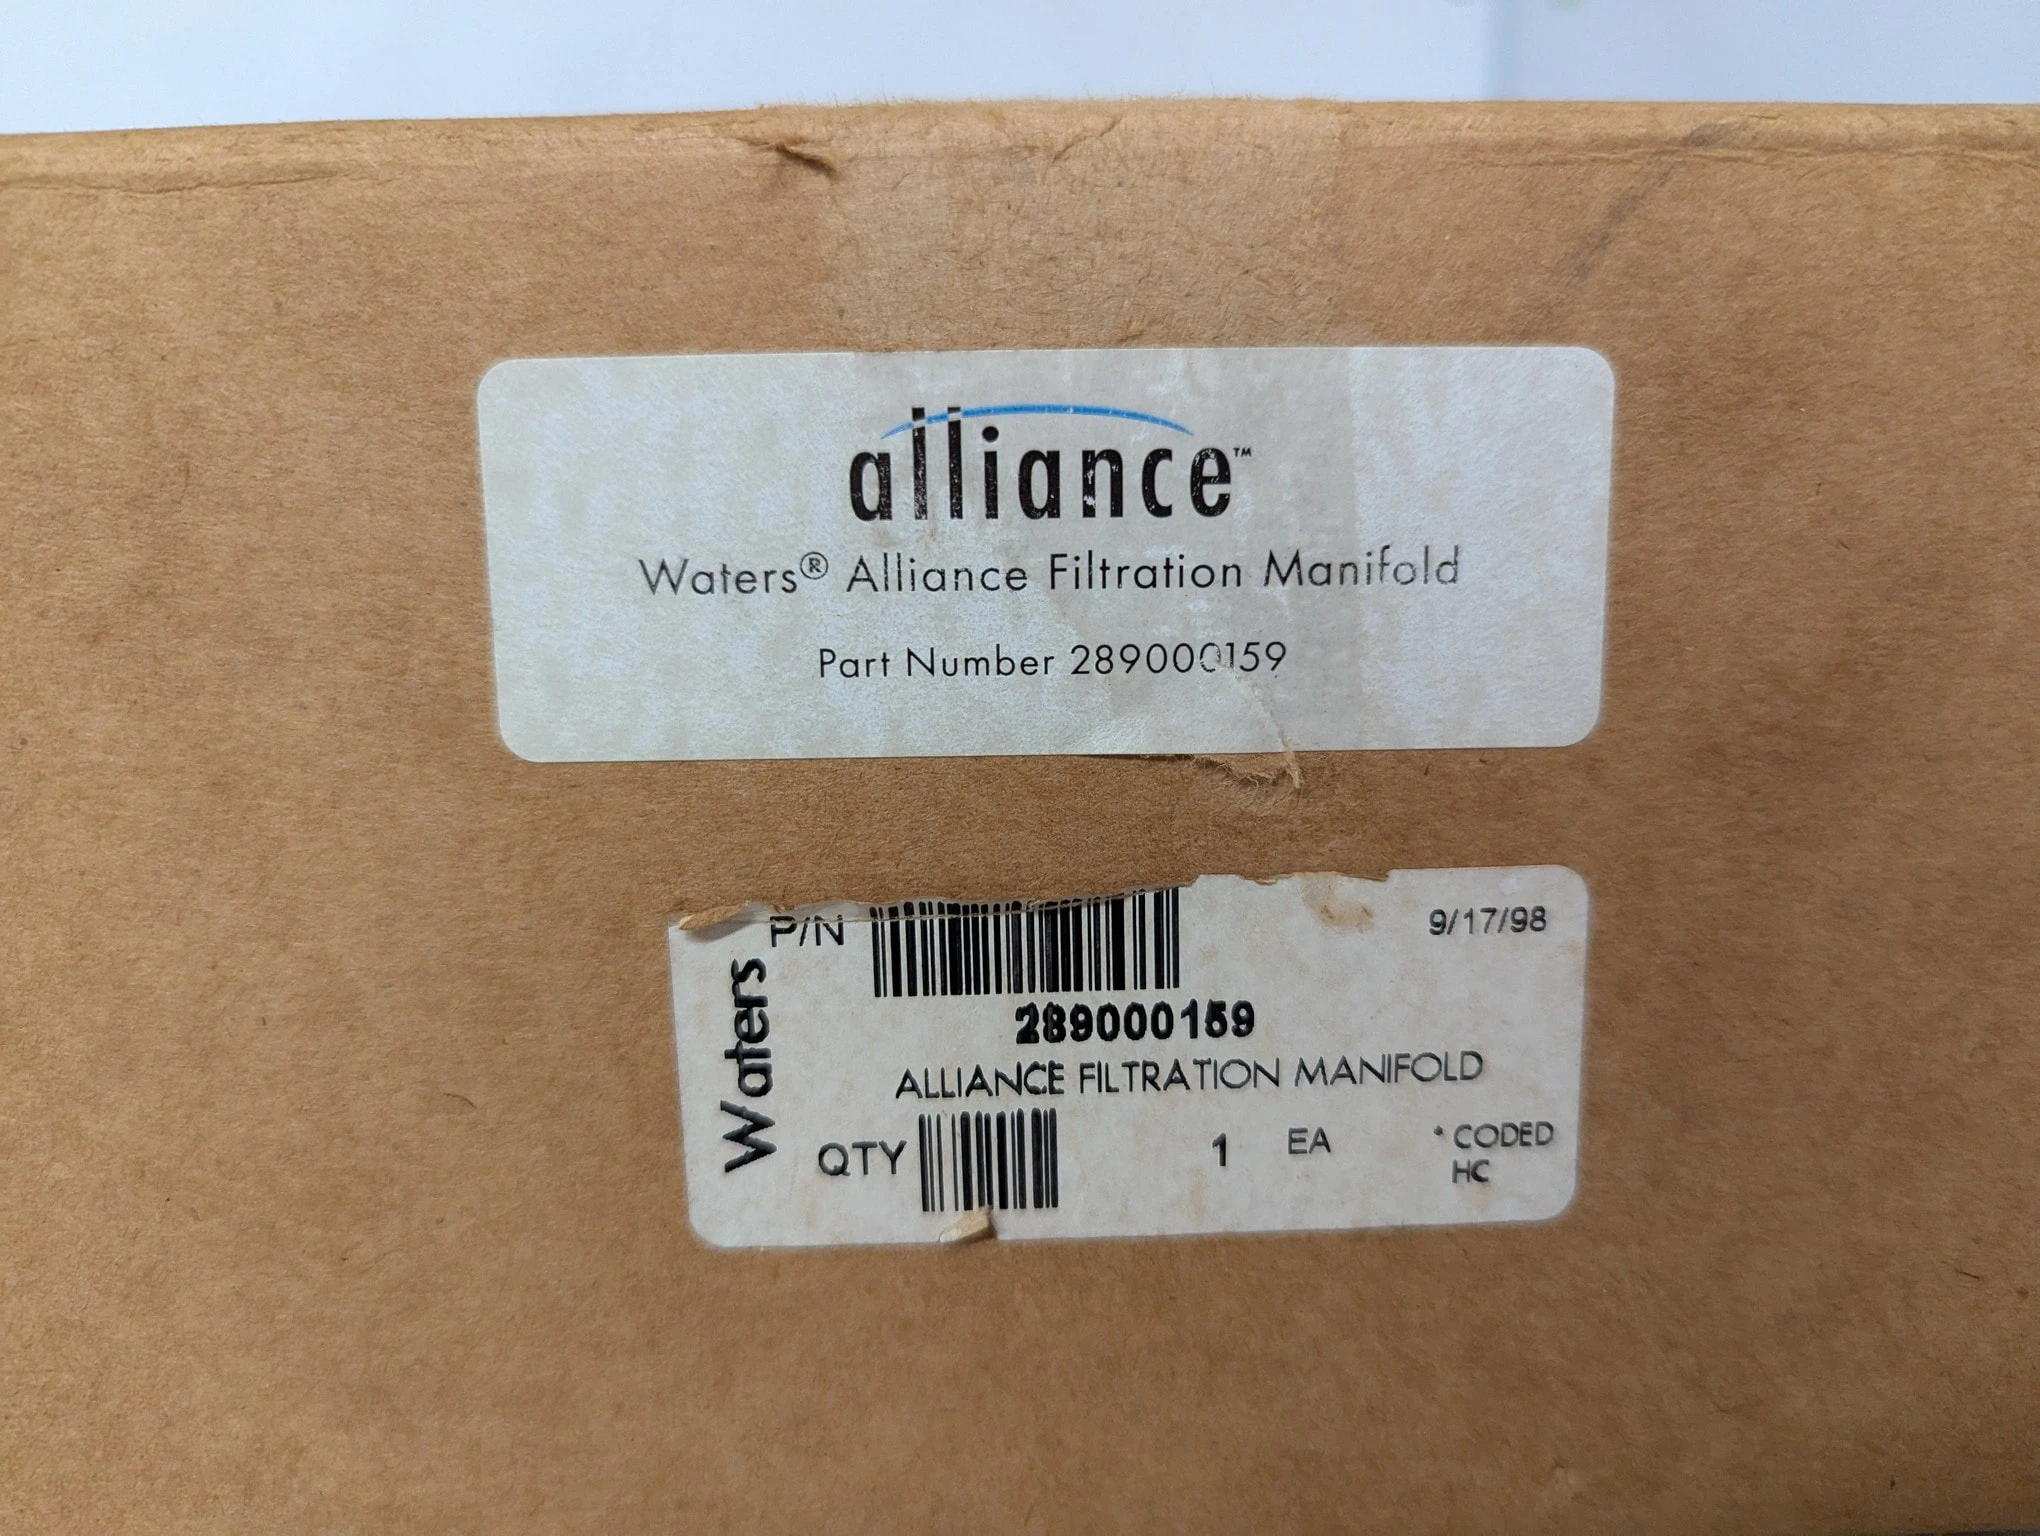 alliance™
Waters® Alliance Filtration Manifold
Part Number 289000159
P/N
9/17/98
Waters
289000159
ALLIANCE FILTRATION MANIFOLD
QTY 1 EA * CODED
HC